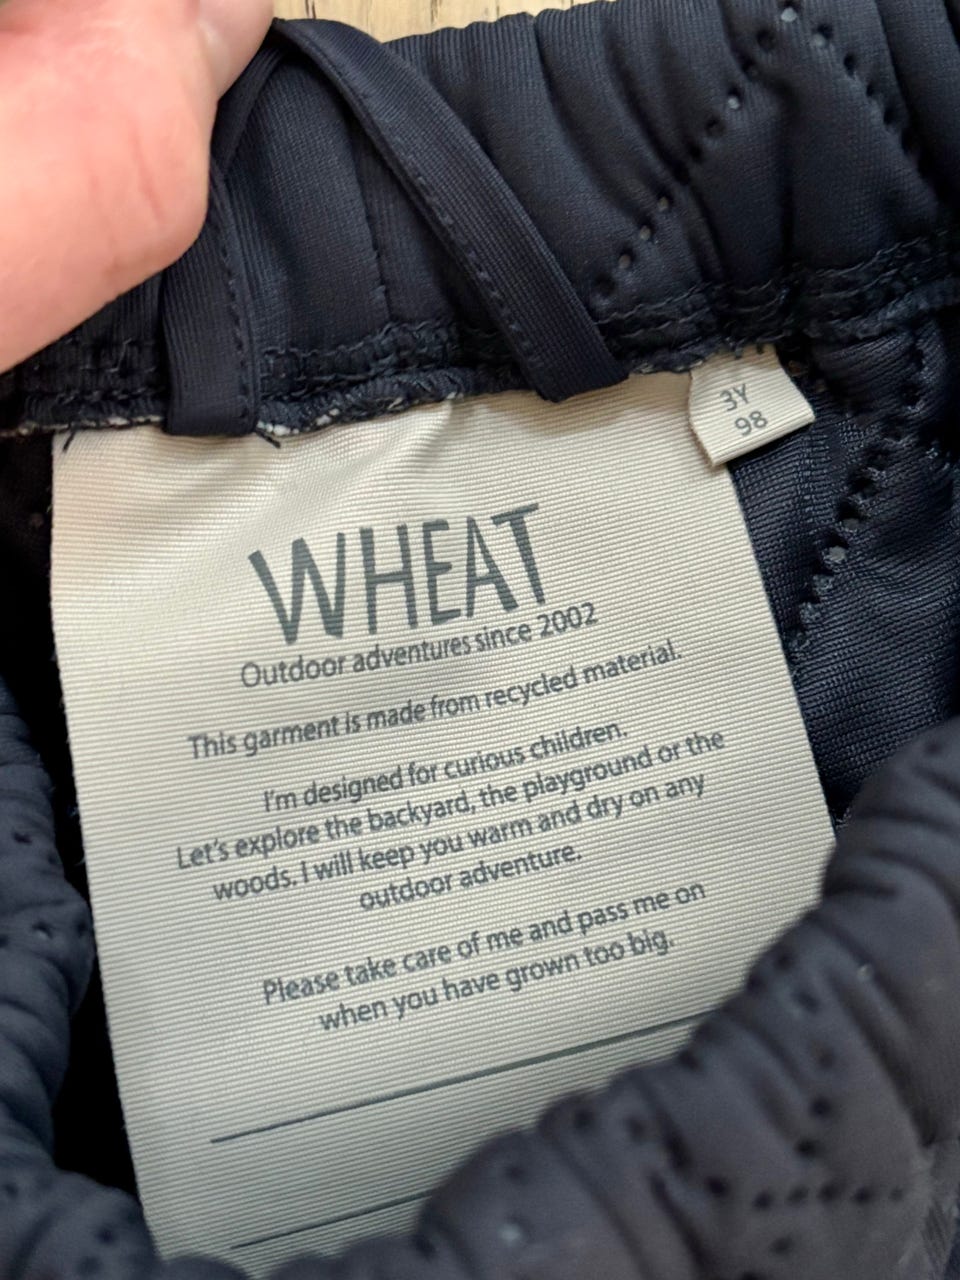 3Y
98
WHEAT
Outdoor adventures since 2002
This garment is made from recycled material.
I'm designed for curious children.
Let's explore the backyard, the playground or the
woods. I will keep you warm and dry on any
outdoor adventure.
Please take care of me and pass me on
when you have grown too big.